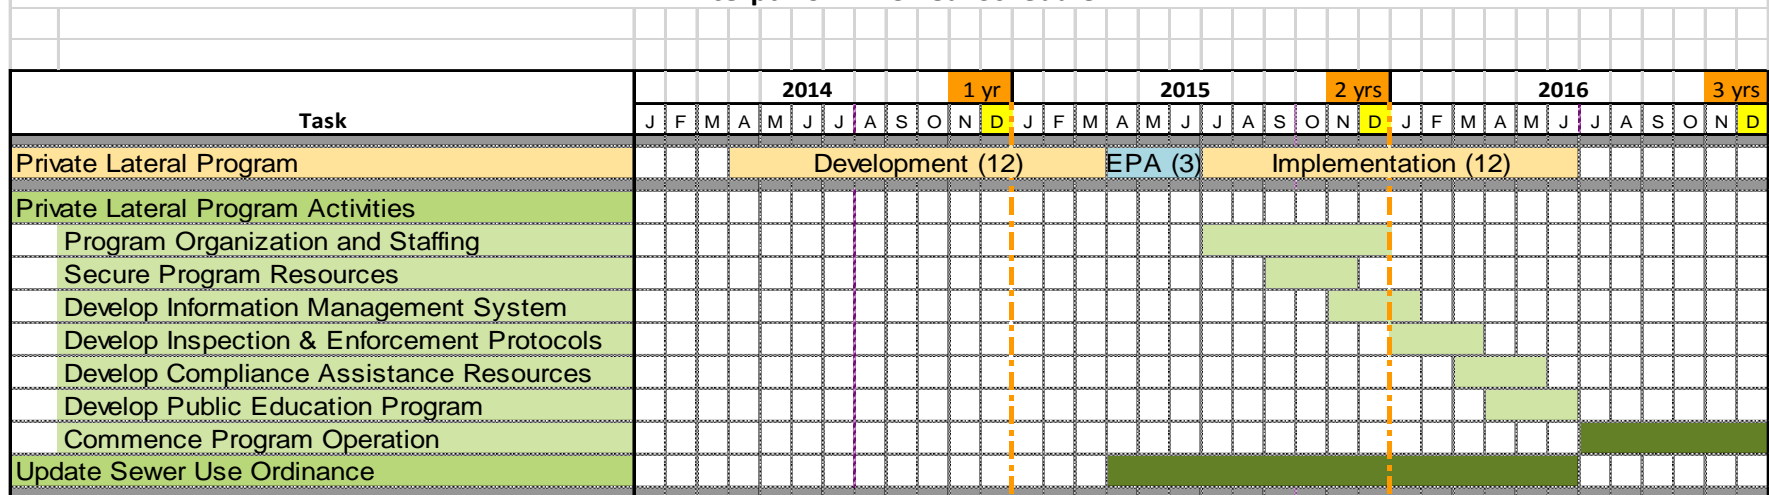 2014 1 yr 2015 2 yrs 2016 3 yrs
Task J F M A M J J A S O N D J F M A M J J A S O N D J F M A M J J A S O N D
Private Lateral Program Development (12) EPA (3) Implementation (12)
Private Lateral Program Activities
Program Organization and Staffing
Secure Program Resources
Develop Information Management System
Develop Inspection & Enforcement Protocols
Develop Compliance Assistance Resources
Develop Public Education Program
Commence Program Operation
Update Sewer Use Ordinance